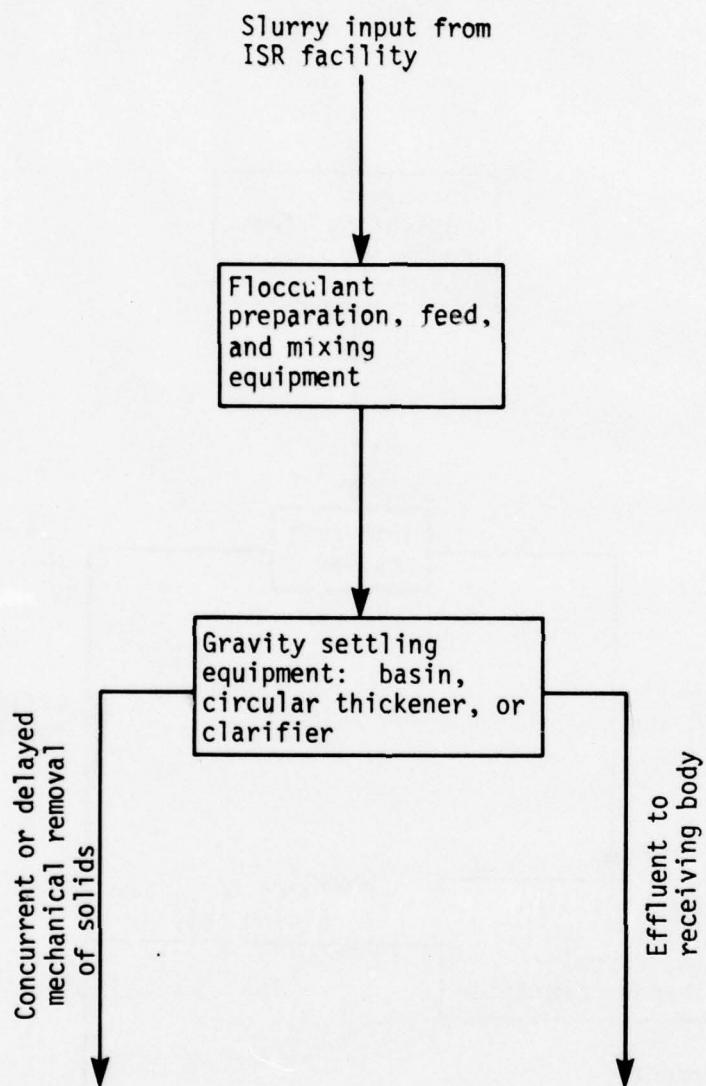 Slurry input from
ISR facility
Flocculant
preparation, feed,
and mixing
equipment
Gravity settling
equipment: basin,
circular thickener, or
clarifier
Concurrent or delayed
mechanical removal
of solids
Effluent to
receiving body